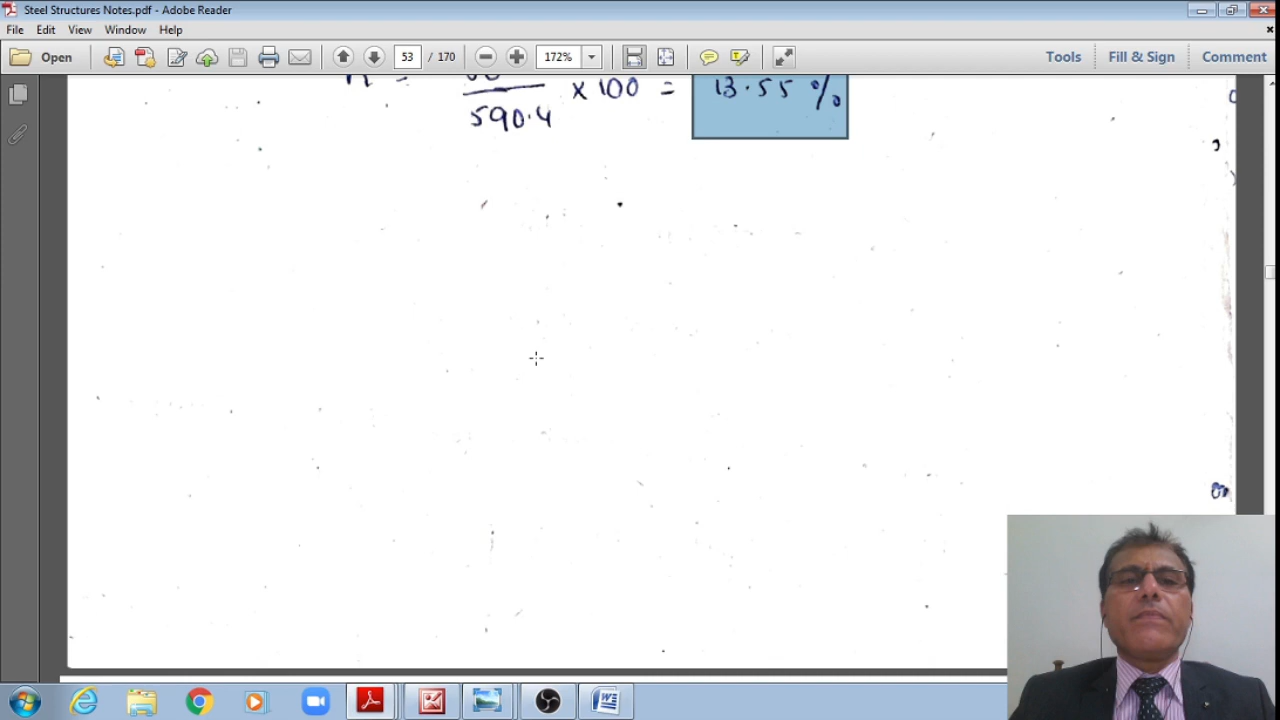 Steel Structures Notes.pdf - Adobe Reader
File Edit View Window Help
Open 53 / 170 172% Tools Fill & Sign Comment
590.4 × 100 = 13.55 %